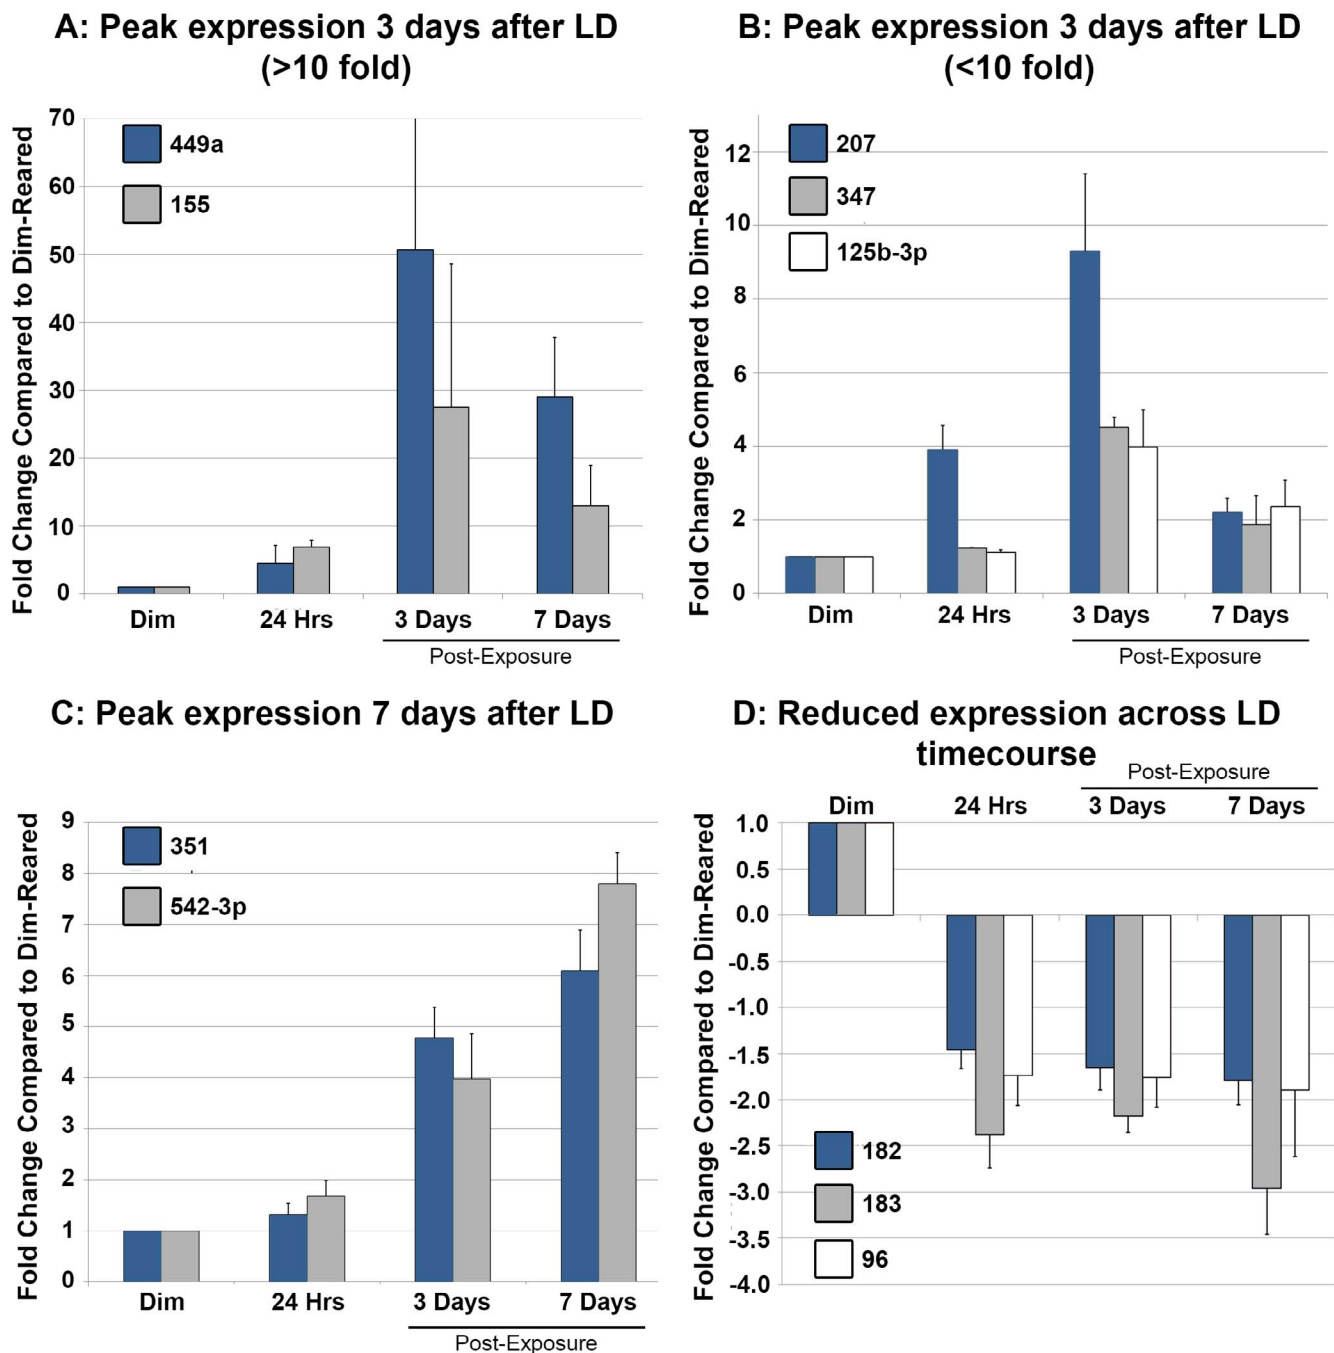 A: Peak expression 3 days after LD
(>10 fold)
Fold Change Compared to Dim-Reared
70
60
50
40
30
20
10
0
449a
155
Dim
24 Hrs
3 Days
7 Days
Post-Exposure
B: Peak expression 3 days after LD
(<10 fold)
Fold Change Compared to Dim-Reared
12
10
8
6
4
2
0
207
347
125b-3p
Dim
24 Hrs
3 Days
7 Days
Post-Exposure
C: Peak expression 7 days after LD
Fold Change Compared to Dim-Reared
9
8
7
6
5
4
3
2
1
0
351
542-3p
Dim
24 Hrs
3 Days
7 Days
Post-Exposure
D: Reduced expression across LD
timecourse
Post-Exposure
Dim
24 Hrs
3 Days
7 Days
Fold Change Compared to Dim-Reared
1.0
0.5
0.0
-0.5
-1.0
-1.5
-2.0
-2.5
-3.0
-3.5
-4.0
182
183
96